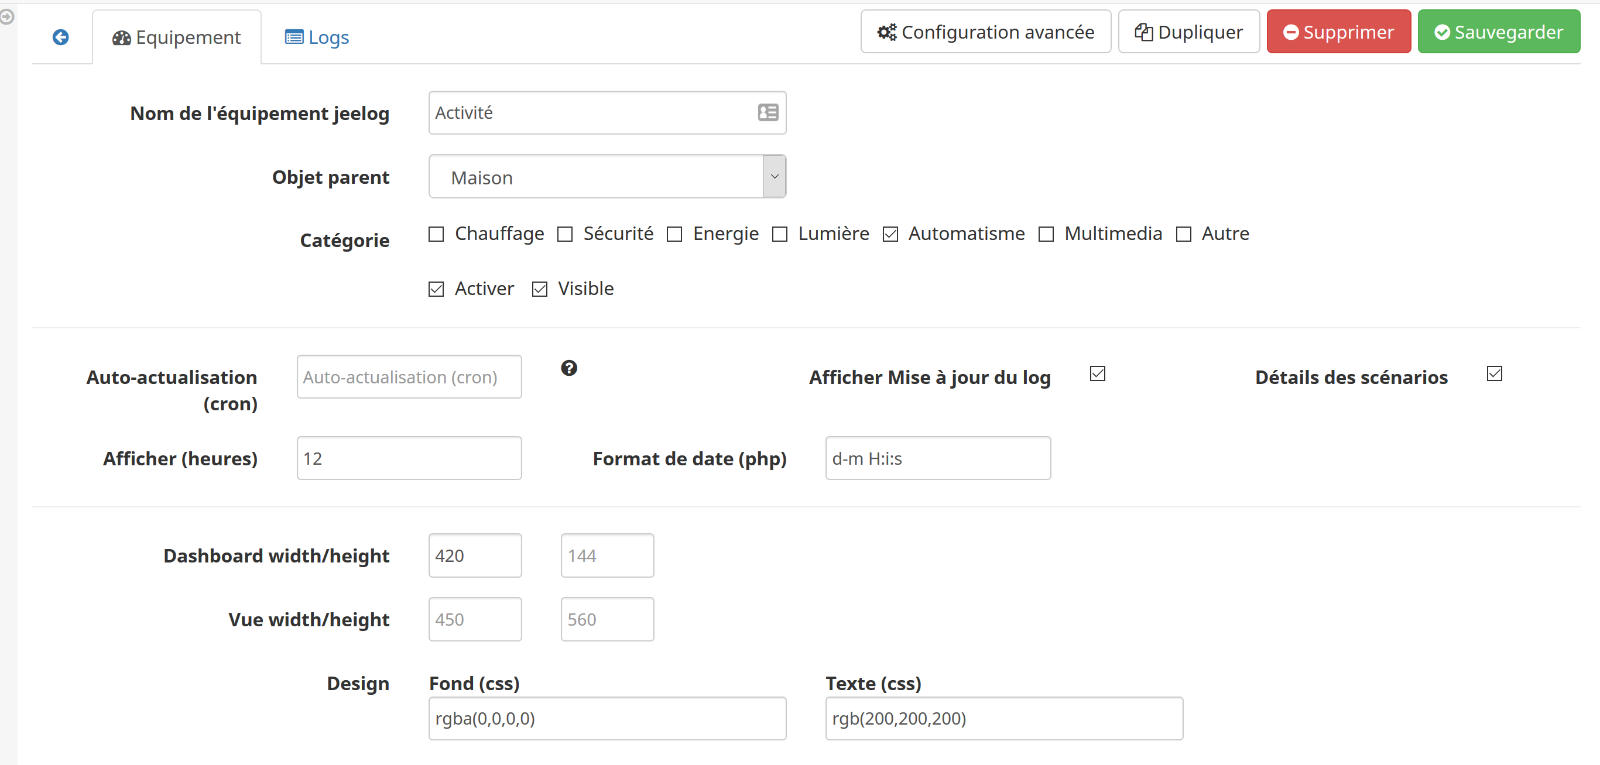 Equipement Logs Configuration avancée Dupliquer Supprimer Sauvegarder
Nom de l'équipement jeelog Activité
Objet parent Maison
Catégorie Chauffage Sécurité Energie Lumière Automatisme Multimedia Autre
Activer Visible
Auto-actualisation Auto-actualisation (cron) ? Afficher Mise à jour du log Détails des scénarios
(cron)
Afficher (heures) 12 Format de date (php) d-m H:i:s
Dashboard width/height 420 144
Vue width/height 450 560
Design Fond (css) Texte (css)
rgba(0,0,0,0) rgb(200,200,200)